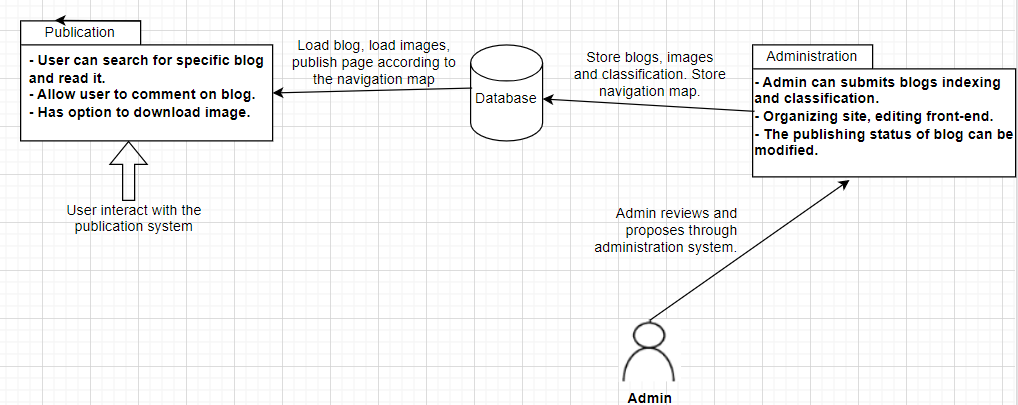 Publication
- User can search for specific blog
and read it.
- Allow user to comment on blog.
- Has option to download image.
User interact with the
publication system
Load blog, load images,
publish page according to
the navigation map
Database
Store blogs, images
and classification. Store
navigation map.
Administration
- Admin can submits blogs indexing
and classification.
- Organizing site, editing front-end.
- The publishing status of blog can be
modified.
Admin reviews and
proposes through
administration system.
Admin